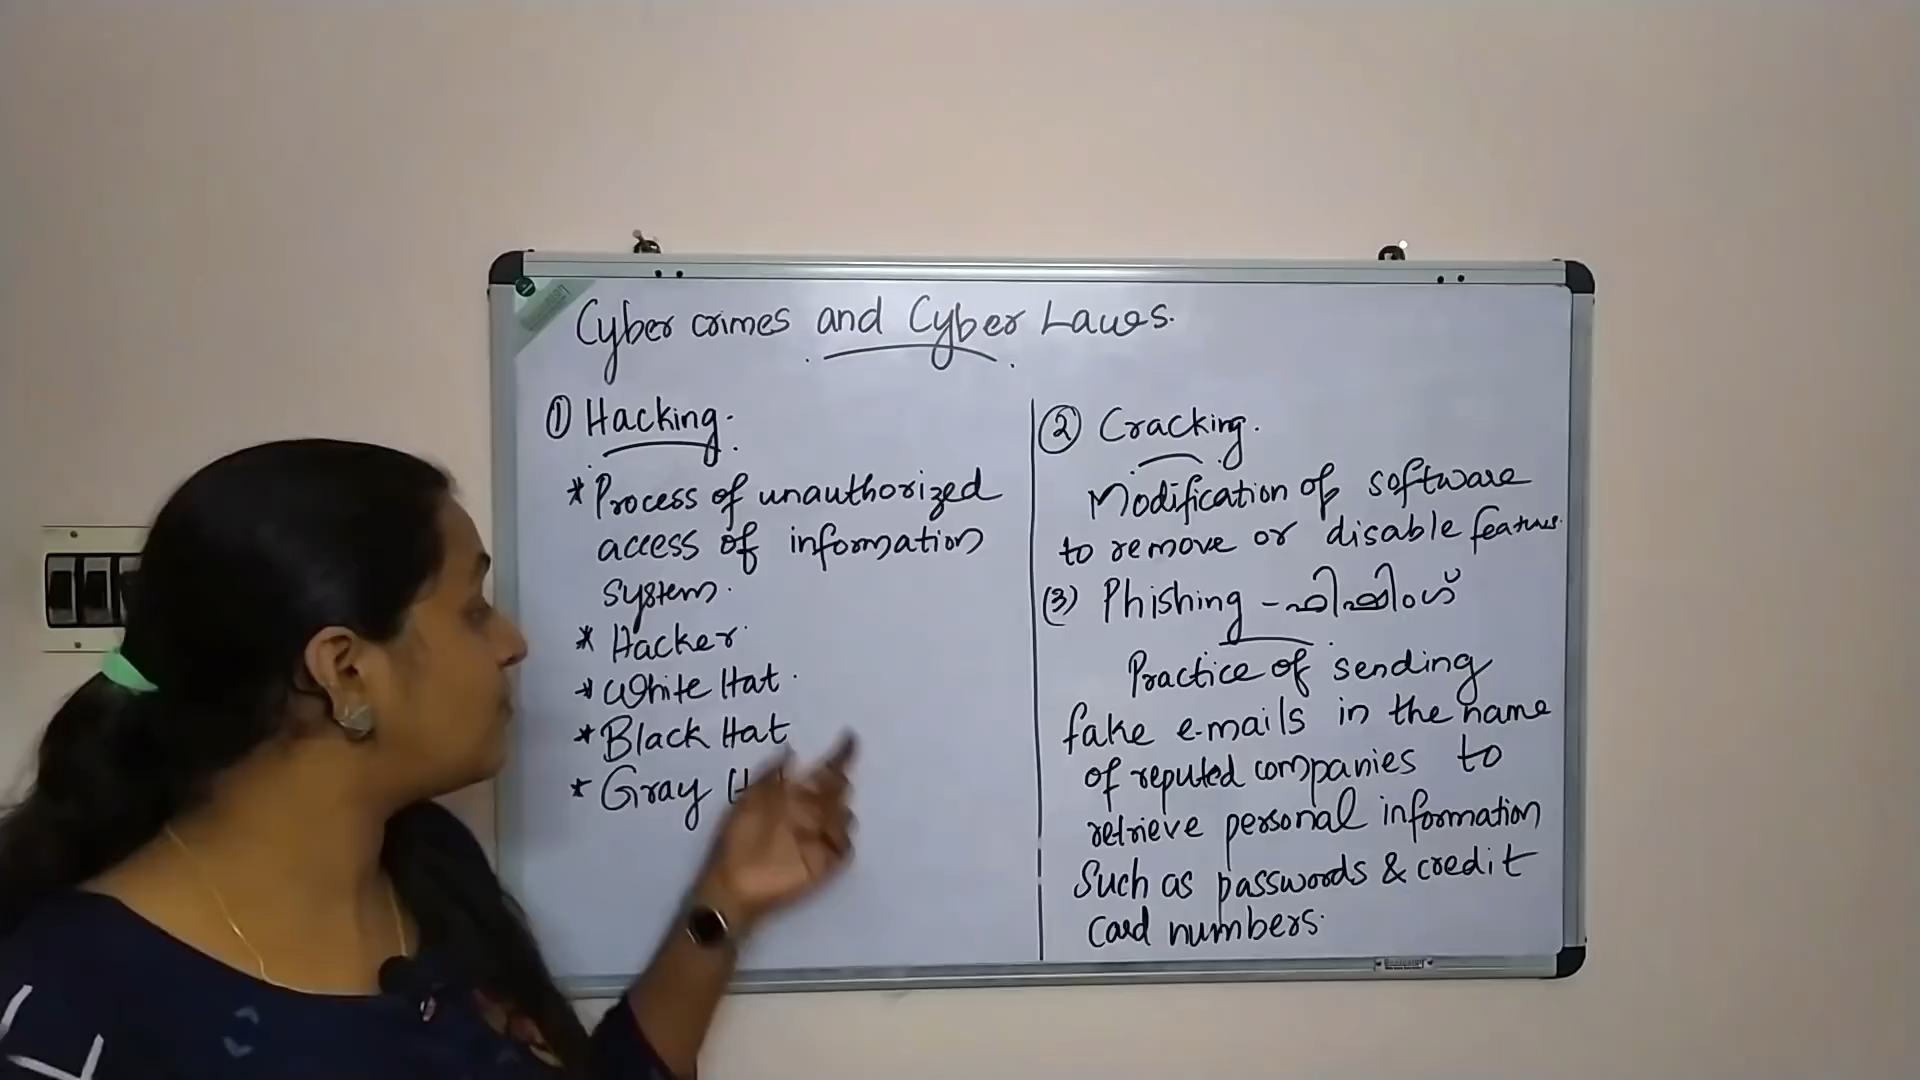 Cyber crimes and Cyber Laws.
① Hacking.
* Process of unauthorized
access of information
system.
* Hacker.
* White Hat.
* Black Hat
* Gray
② Cracking.
Modification of software
to remove or disable features.
(3) Phishing - ഫിഷിംഗ്
Practice of sending
fake e-mails in the name
of reputed companies to
retrieve personal information
Such as passwords & credit
Card numbers.